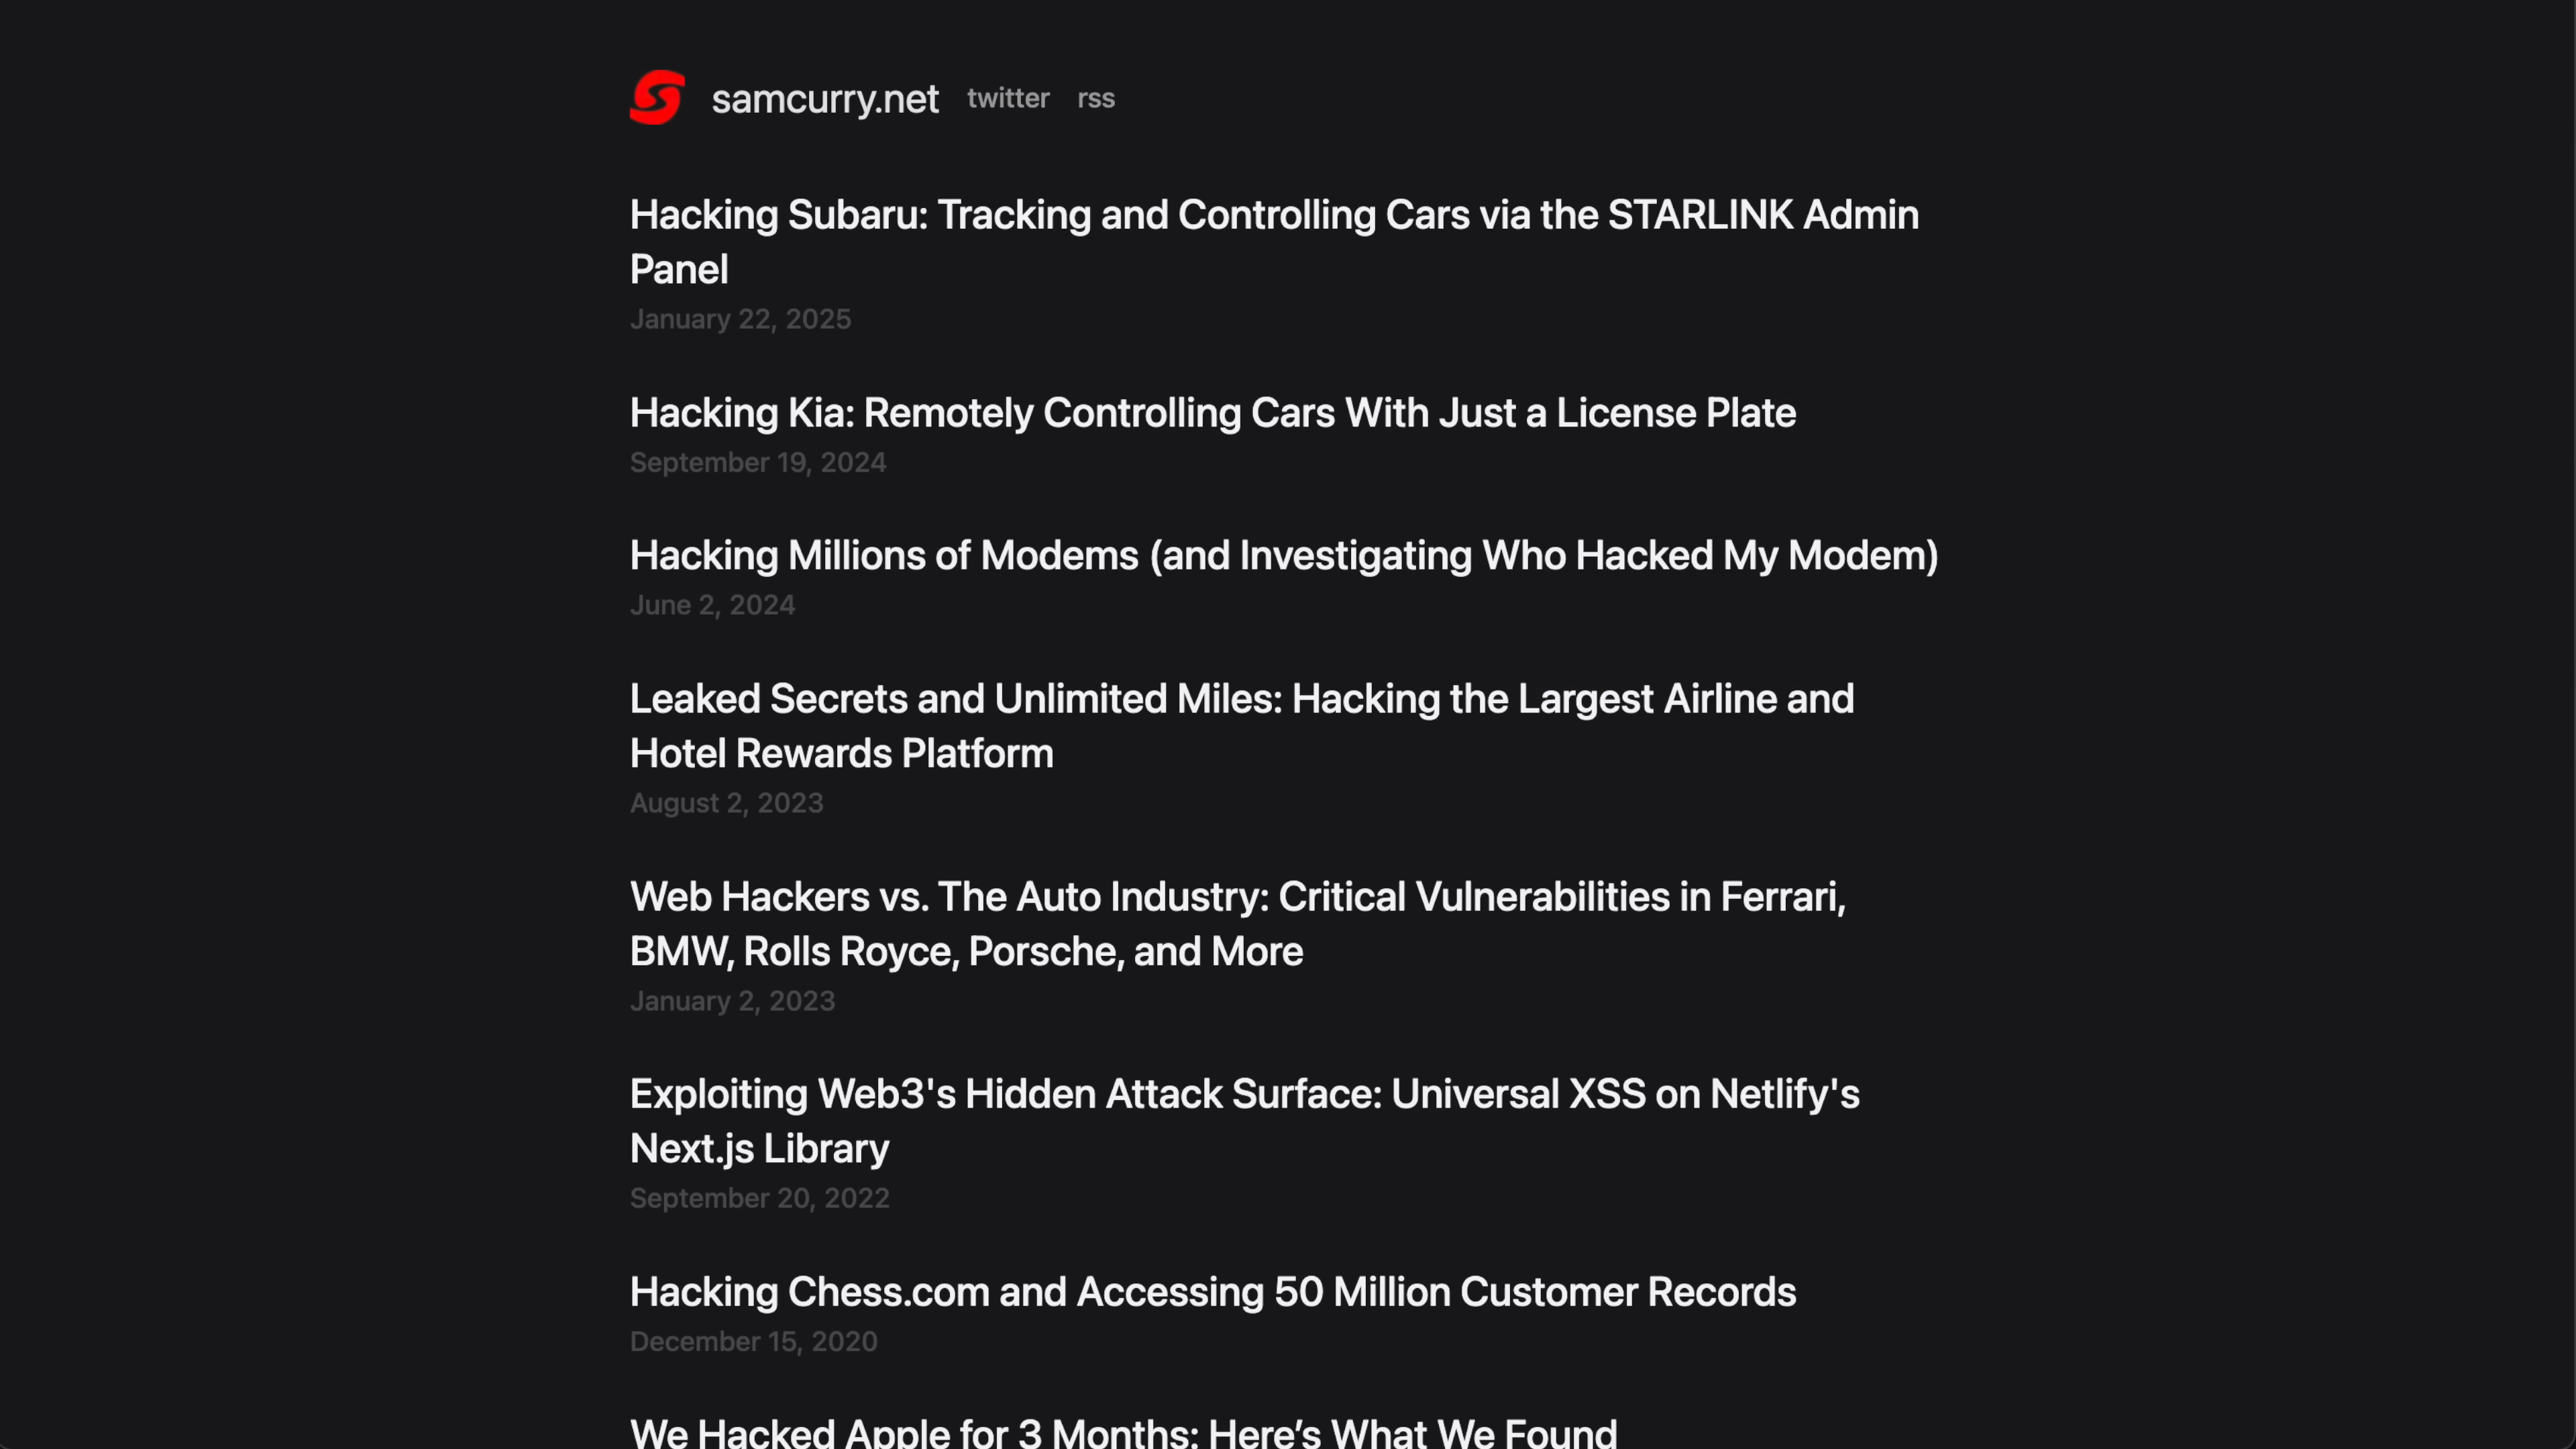 samcurry.net twitter rss
Hacking Subaru: Tracking and Controlling Cars via the STARLINK Admin
Panel
January 22, 2025
Hacking Kia: Remotely Controlling Cars With Just a License Plate
September 19, 2024
Hacking Millions of Modems (and Investigating Who Hacked My Modem)
June 2, 2024
Leaked Secrets and Unlimited Miles: Hacking the Largest Airline and
Hotel Rewards Platform
August 2, 2023
Web Hackers vs. The Auto Industry: Critical Vulnerabilities in Ferrari,
BMW, Rolls Royce, Porsche, and More
January 2, 2023
Exploiting Web3's Hidden Attack Surface: Universal XSS on Netlify's
Next.js Library
September 20, 2022
Hacking Chess.com and Accessing 50 Million Customer Records
December 15, 2020
We Hacked Apple for 3 Months: Here’s What We Found